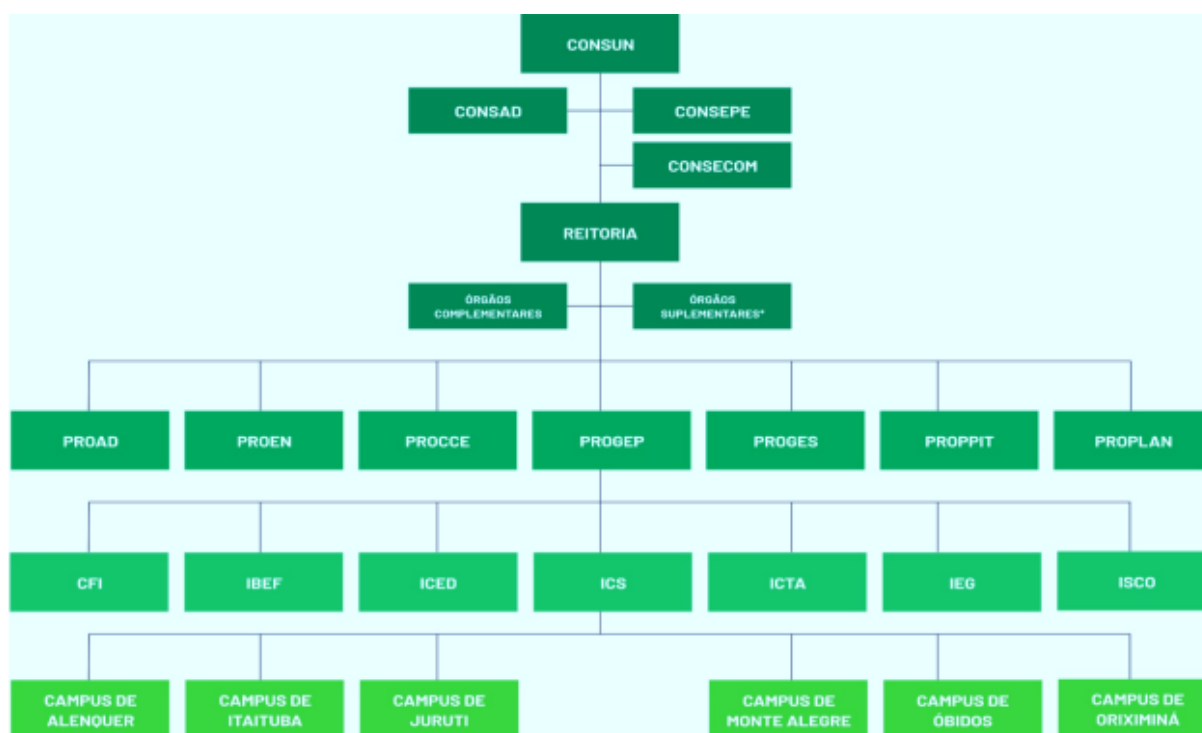 CONSUN
CONSAD
CONSEPE
CONSECOM
REITORIA
ÓRGÃOS
COMPLEMENTARES
ÓRGÃOS
SUPLEMENTARES*
PROAD
PROEN
PROCCE
PROGEP
PROGES
PROPPIT
PROPLAN
CFI
IBEF
ICED
ICS
ICTA
IEG
ISCO
CAMPUS DE
ALENQUER
CAMPUS DE
ITAITUBA
CAMPUS DE
JURUTI
CAMPUS DE
MONTE ALEGRE
CAMPUS DE
ÓBIDOS
CAMPUS DE
ORIXIMINÁ